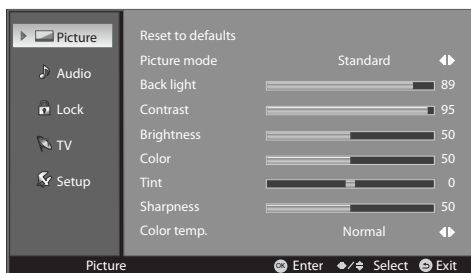 Picture
Audio
Lock
TV
Setup
Reset to defaults
Picture mode Standard
Back light 89
Contrast 95
Brightness 50
Color 50
Tint 0
Sharpness 50
Color temp. Normal
Picture OK Enter / Select Exit